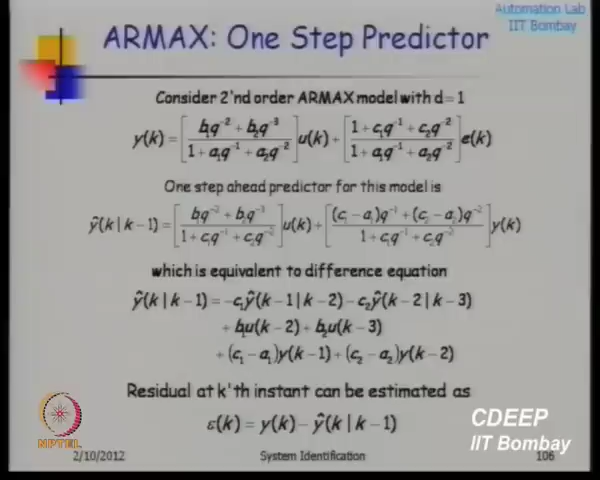 Automation Lab
IIT Bombay
ARMAX: One Step Predictor
Consider 2'nd order ARMAX model with d = 1
y(k) = [ (b₁q⁻² + b₂q⁻³) / (1 + a₁q⁻¹ + a₂q⁻²) ] u(k) + [ (1 + c₁q⁻¹ + c₂q⁻²) / (1 + a₁q⁻¹ + a₂q⁻²) ] e(k)
One step ahead predictor for this model is
ŷ(k | k − 1) = [ (b₁q⁻² + b₂q⁻³) / (1 + c₁q⁻¹ + c₂q⁻²) ] u(k) + [ ((c₁ − a₁)q⁻¹ + (c₂ − a₂)q⁻²) / (1 + c₁q⁻¹ + c₂q⁻²) ] y(k)
which is equivalent to difference equation
ŷ(k | k − 1) = −c₁ŷ(k − 1 | k − 2) − c₂ŷ(k − 2 | k − 3)
+ b₁u(k − 2) + b₂u(k − 3)
+ (c₁ − a₁)y(k − 1) + (c₂ − a₂)y(k − 2)
Residual at k'th instant can be estimated as
ε(k) = y(k) − ŷ(k | k − 1)
NPTEL
CDEEP
IIT Bombay
2/10/2012
System Identification
106